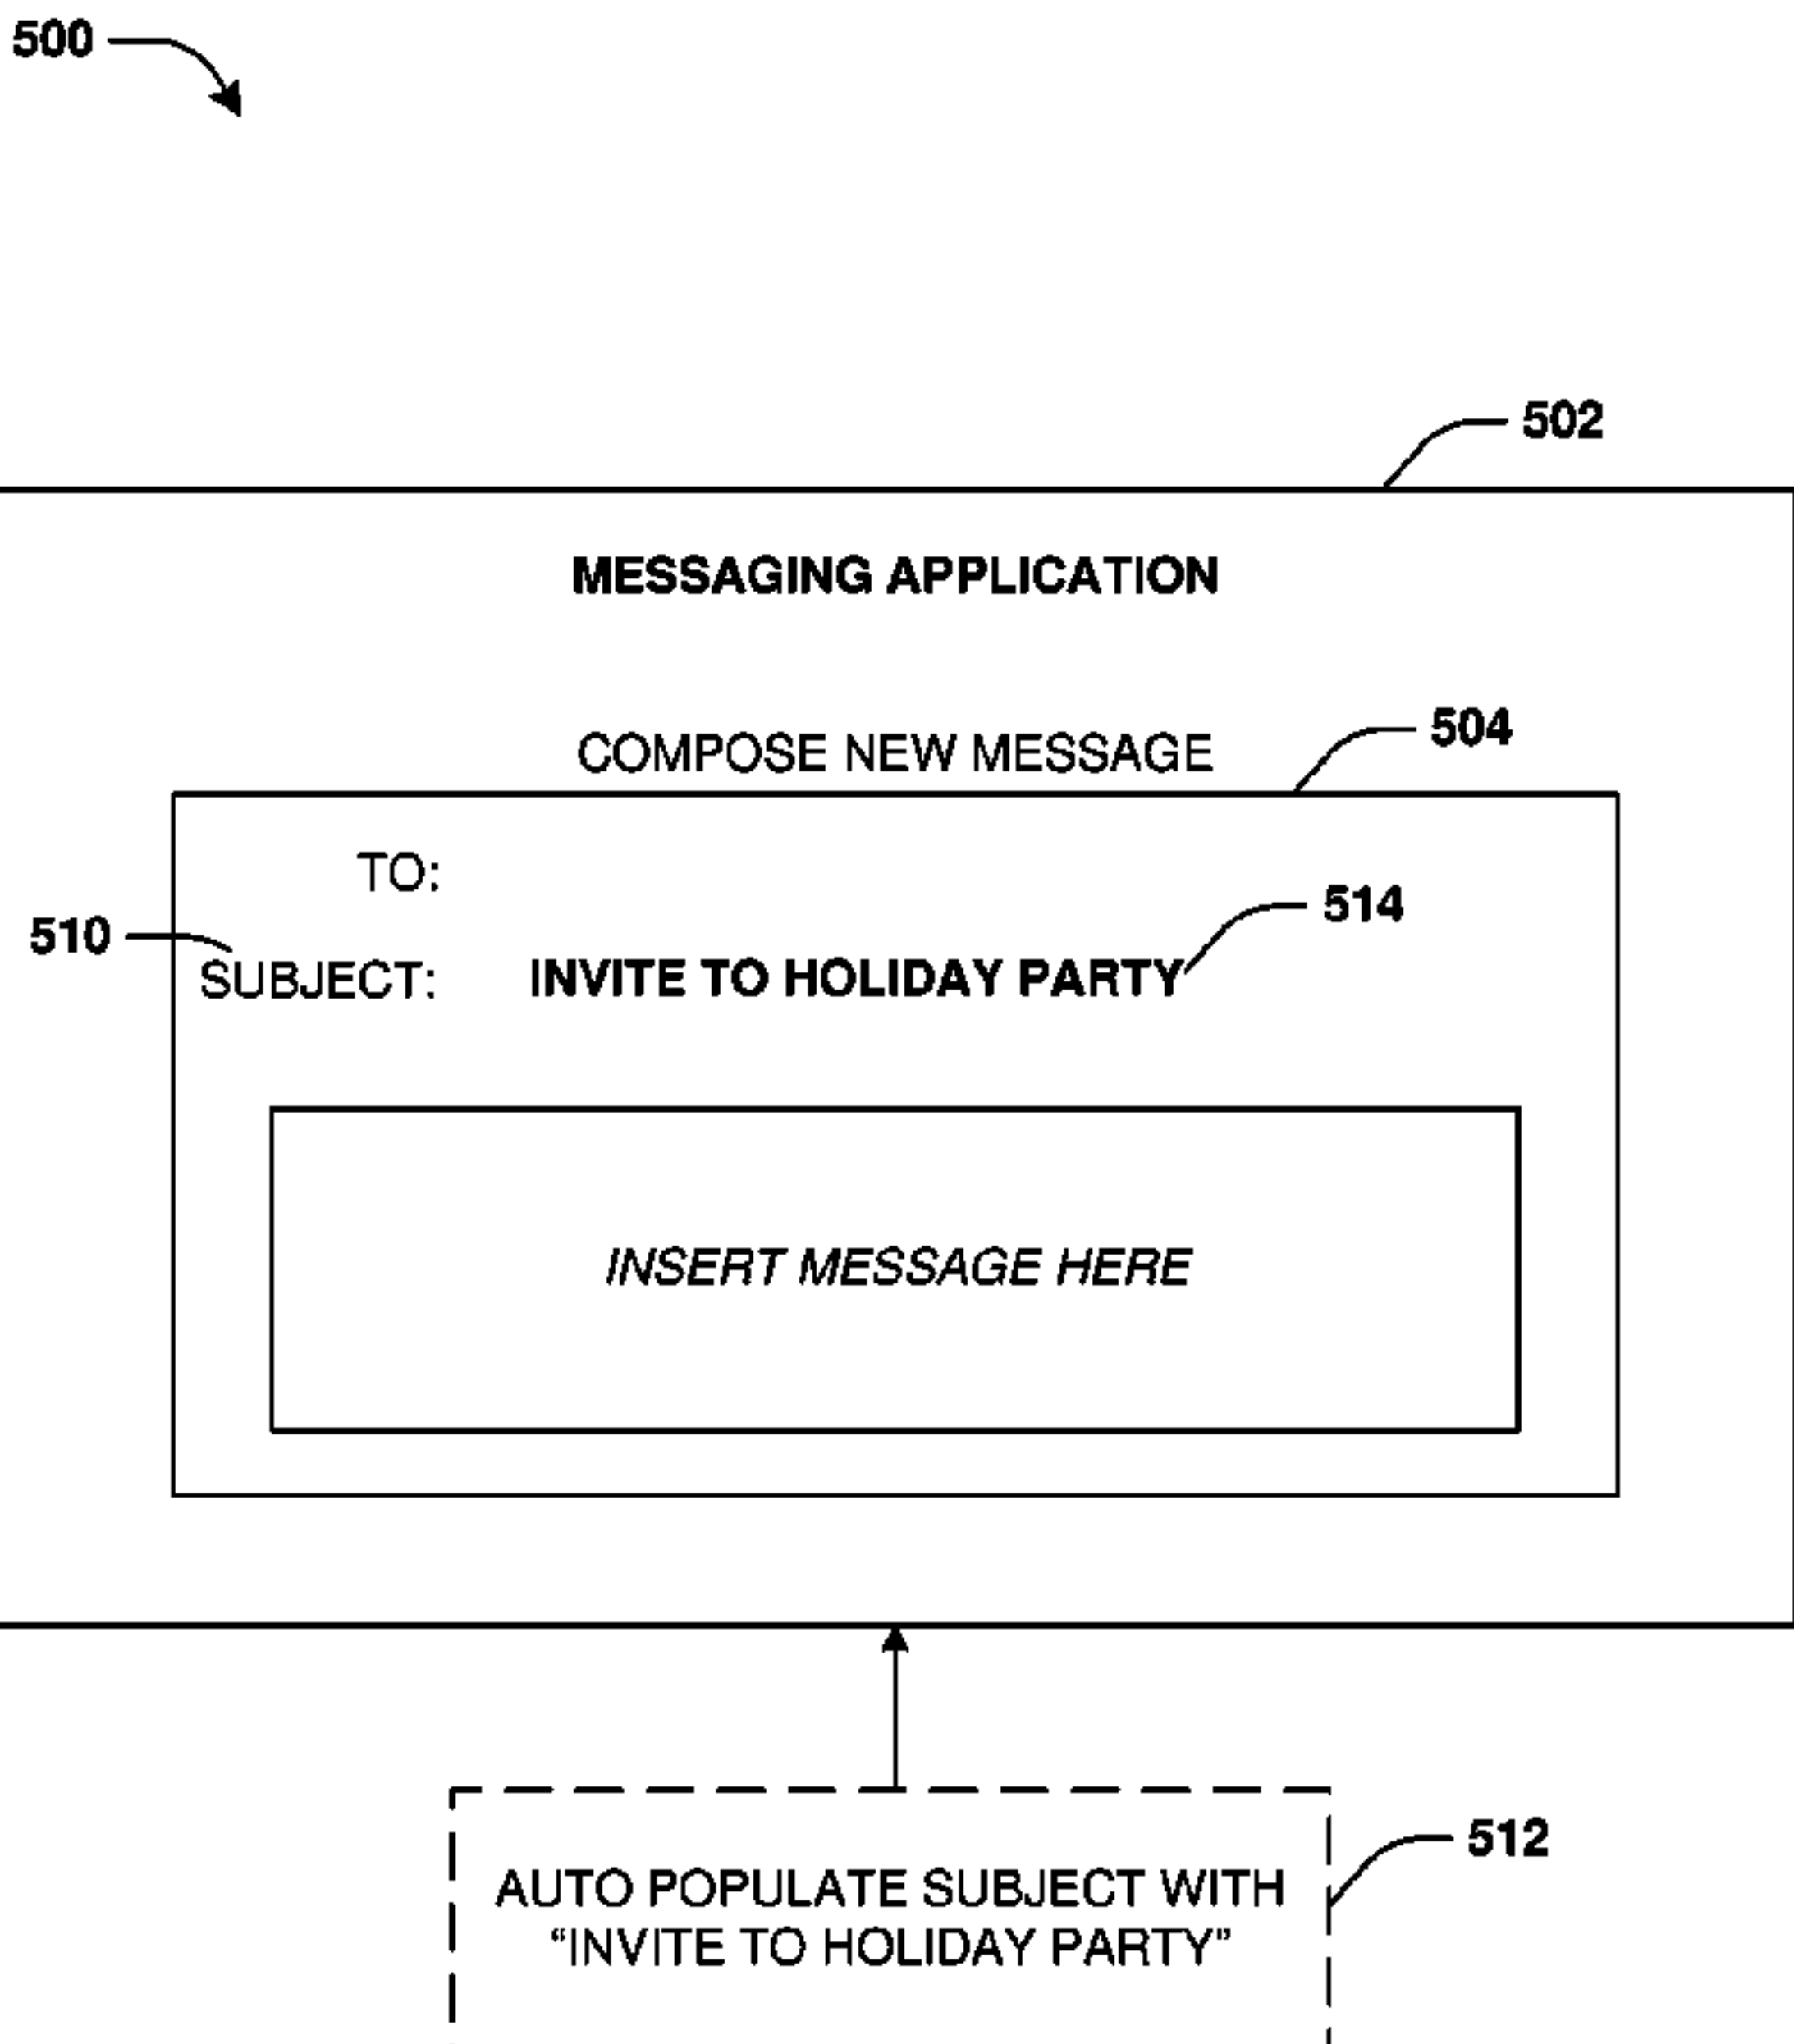 500
502
MESSAGING APPLICATION
COMPOSE NEW MESSAGE
504
TO:
514
510
SUBJECT: INVITE TO HOLIDAY PARTY
INSERT MESSAGE HERE
512
AUTO POPULATE SUBJECT WITH
“INVITE TO HOLIDAY PARTY”